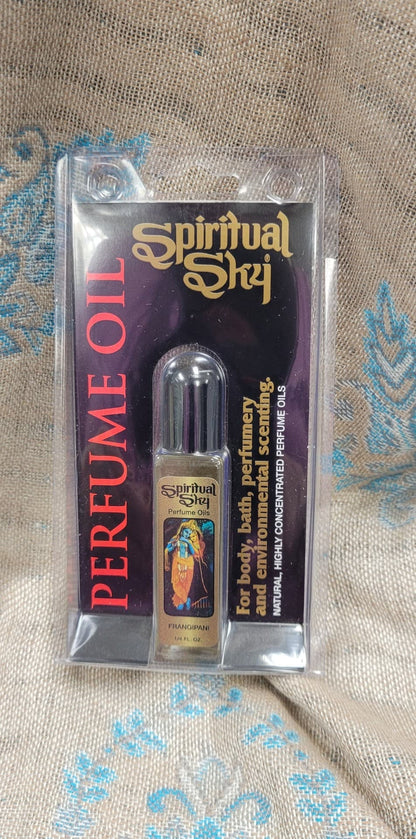 Spiritual
Sky®
PERFUME OIL
For body, bath, perfumery
and environmental scenting.
NATURAL, HIGHLY CONCENTRATED PERFUME OILS
Spiritual
Sky
Perfume Oils
FRANGIPANI
1/4 FL. OZ